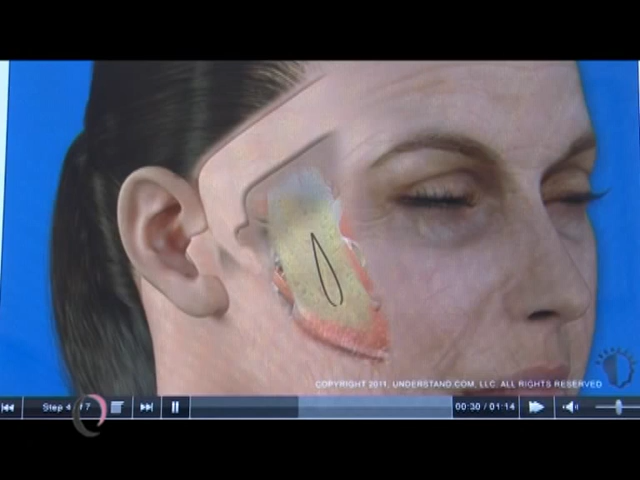 COPYRIGHT 2011, UNDERSTAND.COM, LLC. ALL RIGHTS RESERVED
Step 4 of 7
00:30 / 01:14